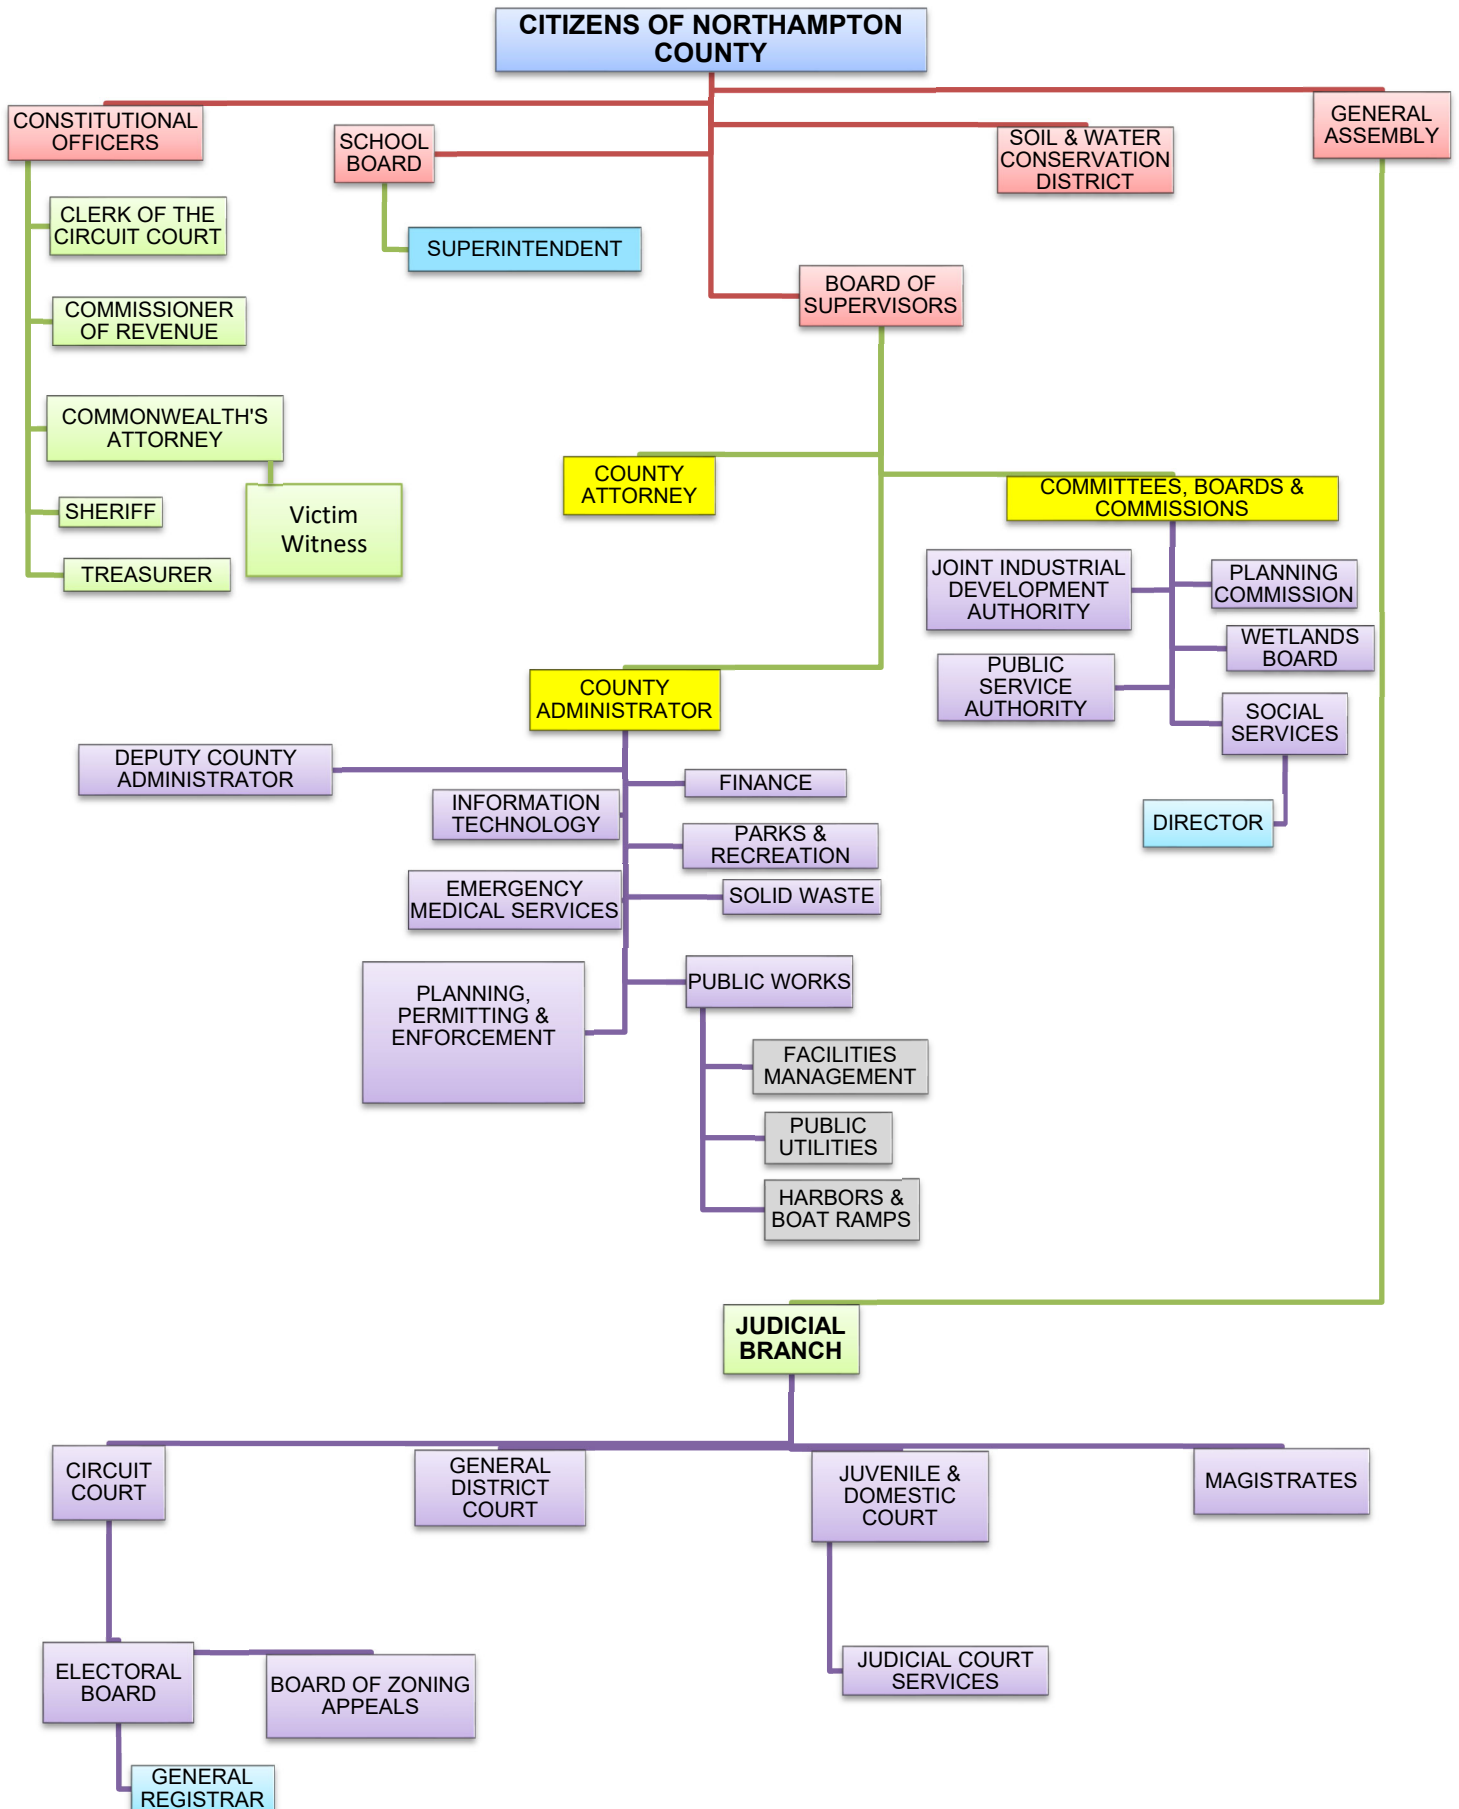 CITIZENS OF NORTHAMPTON
COUNTY
CONSTITUTIONAL
OFFICERS
SCHOOL
BOARD
SOIL & WATER
CONSERVATION
DISTRICT
GENERAL
ASSEMBLY
CLERK OF THE
CIRCUIT COURT
SUPERINTENDENT
BOARD OF
SUPERVISORS
COMMISSIONER
OF REVENUE
COMMONWEALTH'S
ATTORNEY
SHERIFF
Victim
Witness
TREASURER
COUNTY
ATTORNEY
COMMITTEES, BOARDS &
COMMISSIONS
JOINT INDUSTRIAL
DEVELOPMENT
AUTHORITY
PLANNING
COMMISSION
WETLANDS
BOARD
PUBLIC
SERVICE
AUTHORITY
SOCIAL
SERVICES
DIRECTOR
COUNTY
ADMINISTRATOR
DEPUTY COUNTY
ADMINISTRATOR
FINANCE
INFORMATION
TECHNOLOGY
PARKS &
RECREATION
EMERGENCY
MEDICAL SERVICES
SOLID WASTE
PLANNING,
PERMITTING &
ENFORCEMENT
PUBLIC WORKS
FACILITIES
MANAGEMENT
PUBLIC
UTILITIES
HARBORS &
BOAT RAMPS
JUDICIAL
BRANCH
CIRCUIT
COURT
GENERAL
DISTRICT
COURT
JUVENILE &
DOMESTIC
COURT
MAGISTRATES
ELECTORAL
BOARD
BOARD OF ZONING
APPEALS
JUDICIAL COURT
SERVICES
GENERAL
REGISTRAR